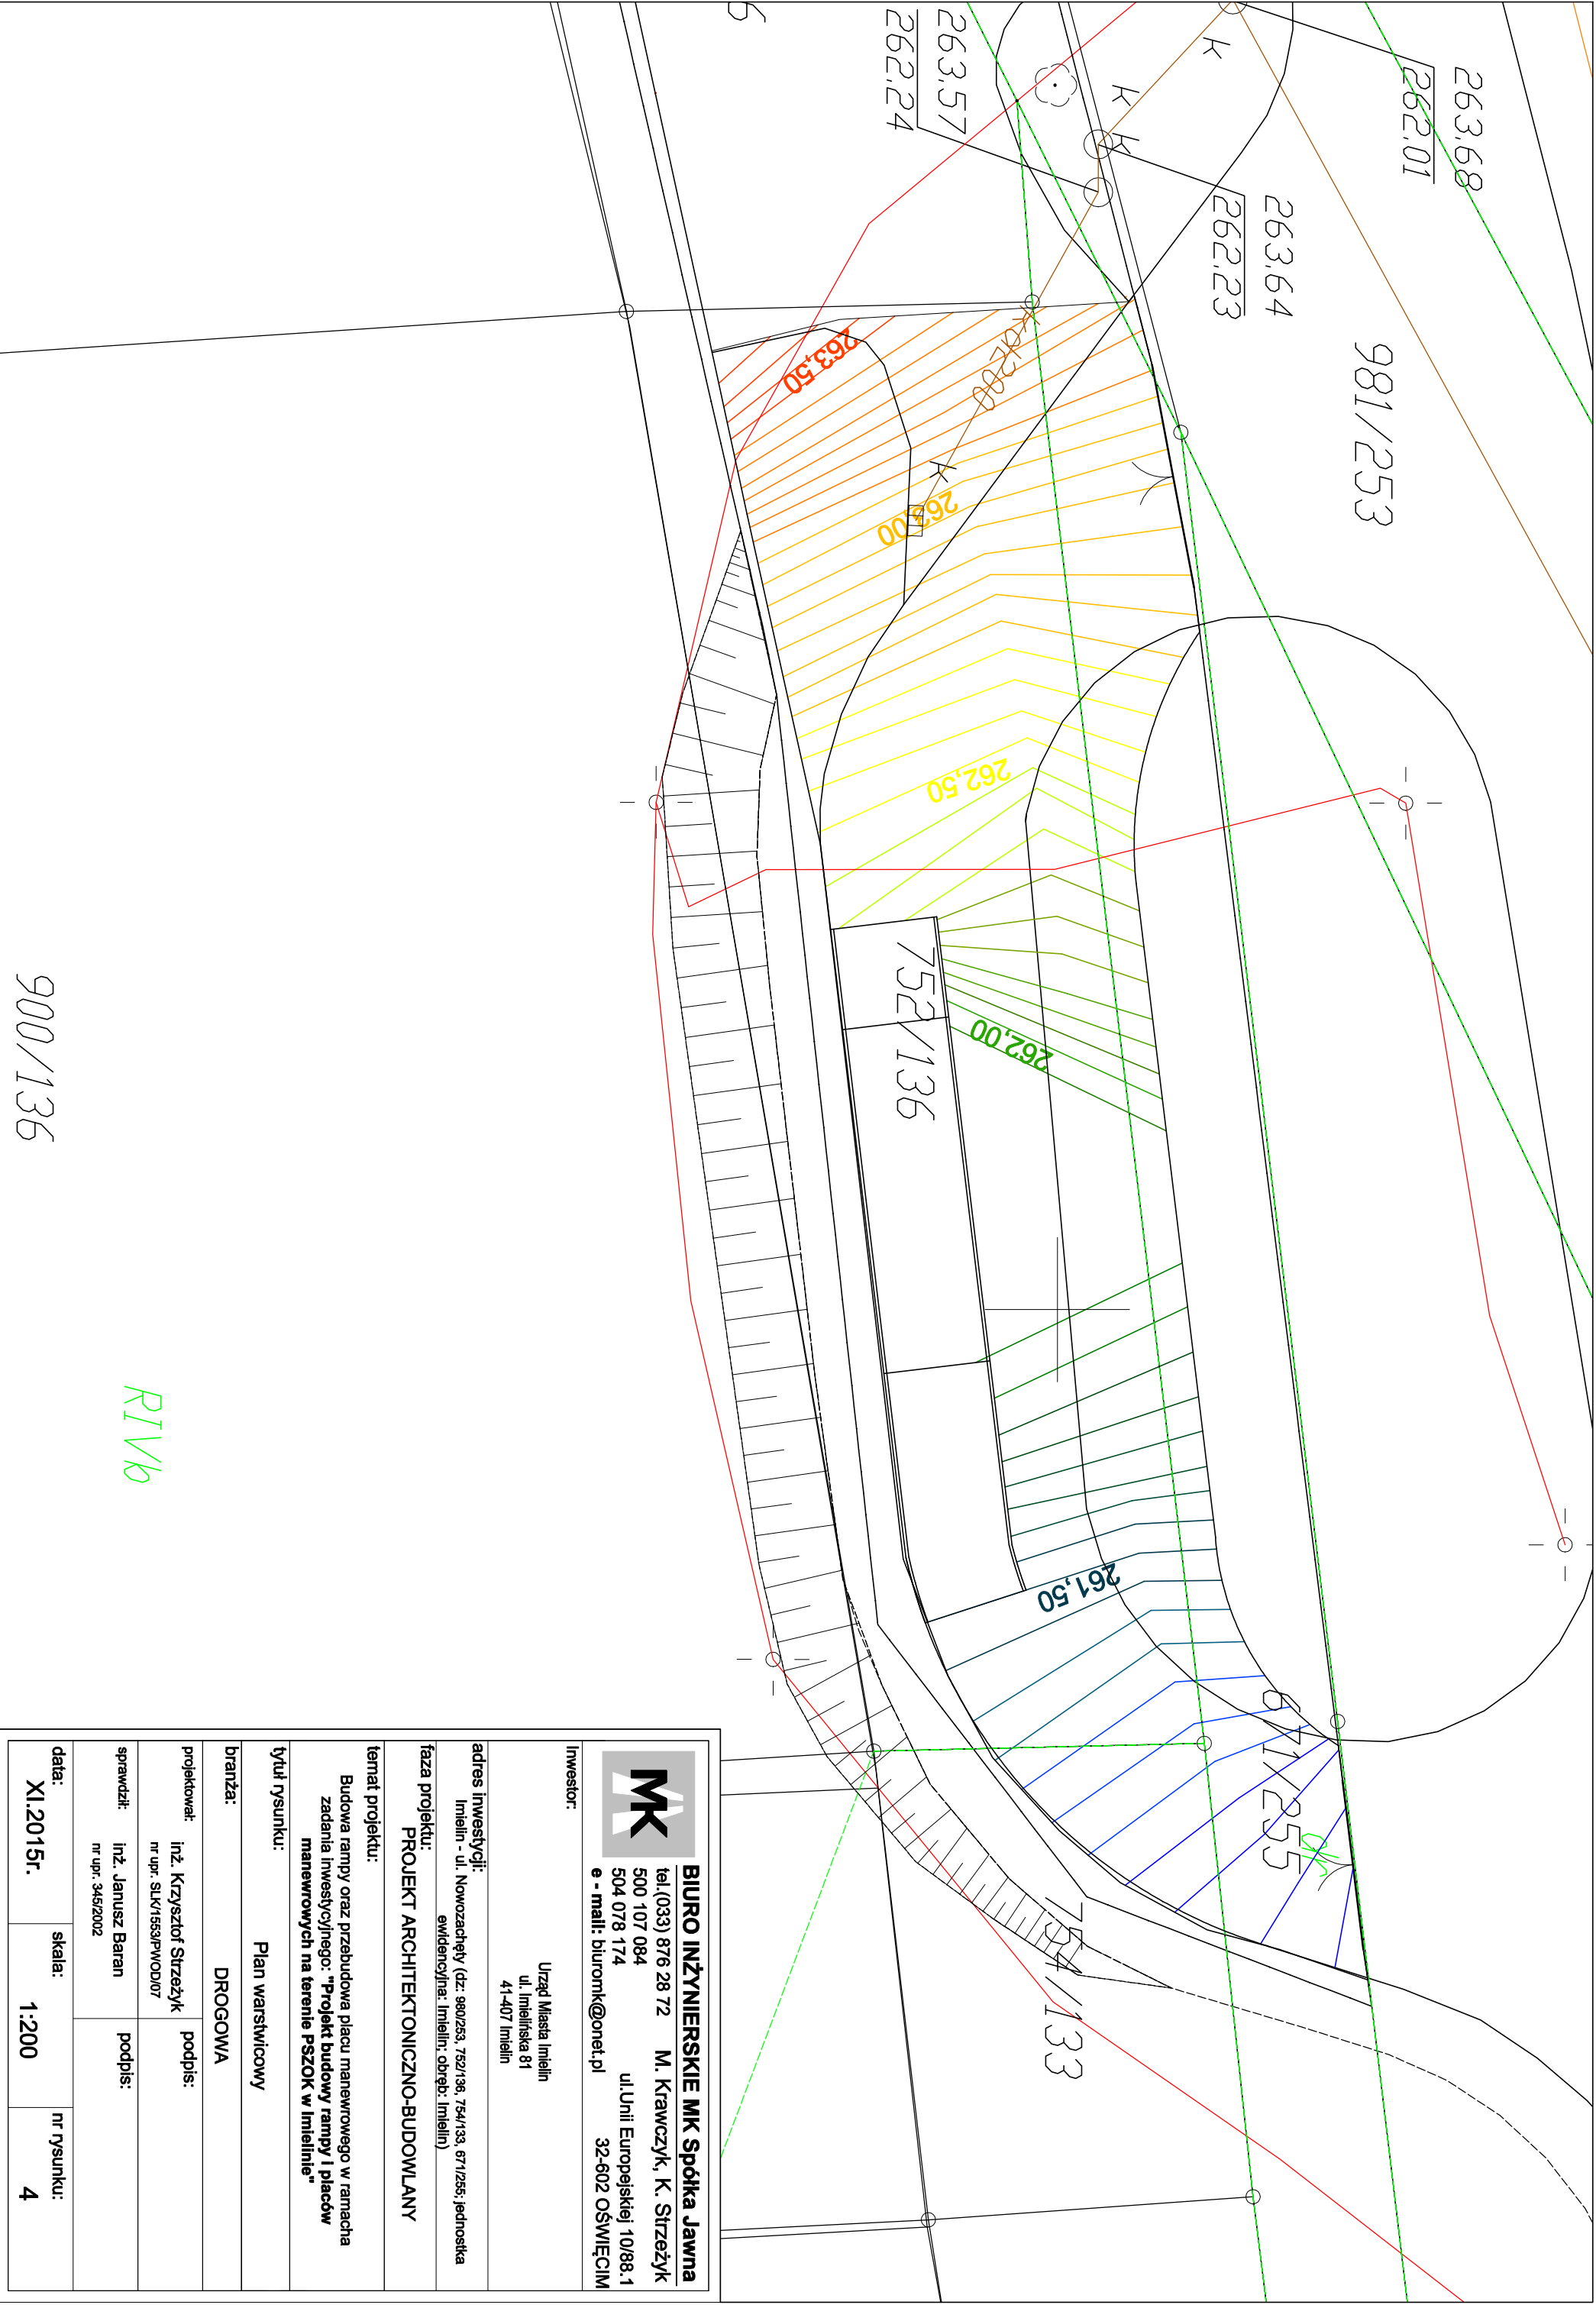 263.68
262.01
263.64
262.23
263.57
262.24
981/253
k
k
k
kd200
k
263,50
263,00
262,50
262,00
261,50
752/136
671/255
dr
754/133
900/136
RIVb
6
MK
BIURO INŻYNIERSKIE MK Spółka Jawna
tel.(033) 876 28 72 M. Krawczyk, K. Strzeżyk
500 107 084 ul.Unii Europejskiej 10/88.1
504 078 174 32-602 OŚWIĘCIM
e - mail: biuromk@onet.pl
Inwestor:
Urząd Miasta Imielin
ul. Imielińska 81
41-407 Imielin
adres inwestycji:
Imielin - ul. Nowozachęty (dz: 980/253, 752/136, 754/133, 671/255; jednostka
ewidencyjna: Imielin; obręb: Imielin)
faza projektu:
PROJEKT ARCHITEKTONICZNO-BUDOWLANY
temat projektu:
Budowa rampy oraz przebudowa placu manewrowego w ramacha
zadania inwestycyjnego: "Projekt budowy rampy i placów
manewrowych na terenie PSZOK w Imielinie"
tytuł rysunku:
Plan warstwicowy
branża:
DROGOWA
projektował:
inż. Krzysztof Strzeżyk
nr upr. SLK/1553/PWOD/07
podpis:
sprawdził:
inż. Janusz Baran
nr upr. 345/2002
podpis:
data:
XI.2015r.
skala:
1:200
nr rysunku:
4